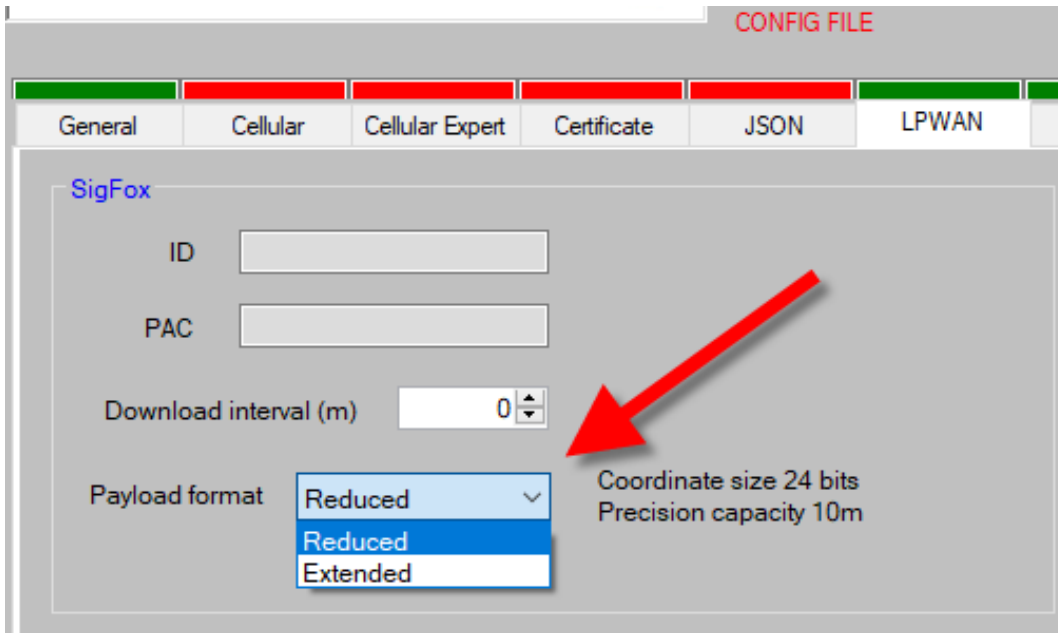 CONFIG FILE
General Cellular Cellular Expert Certificate JSON LPWAN
SigFox
ID
PAC
Download interval (m) 0
Payload format Reduced
Coordinate size 24 bits
Precision capacity 10m
Reduced
Extended